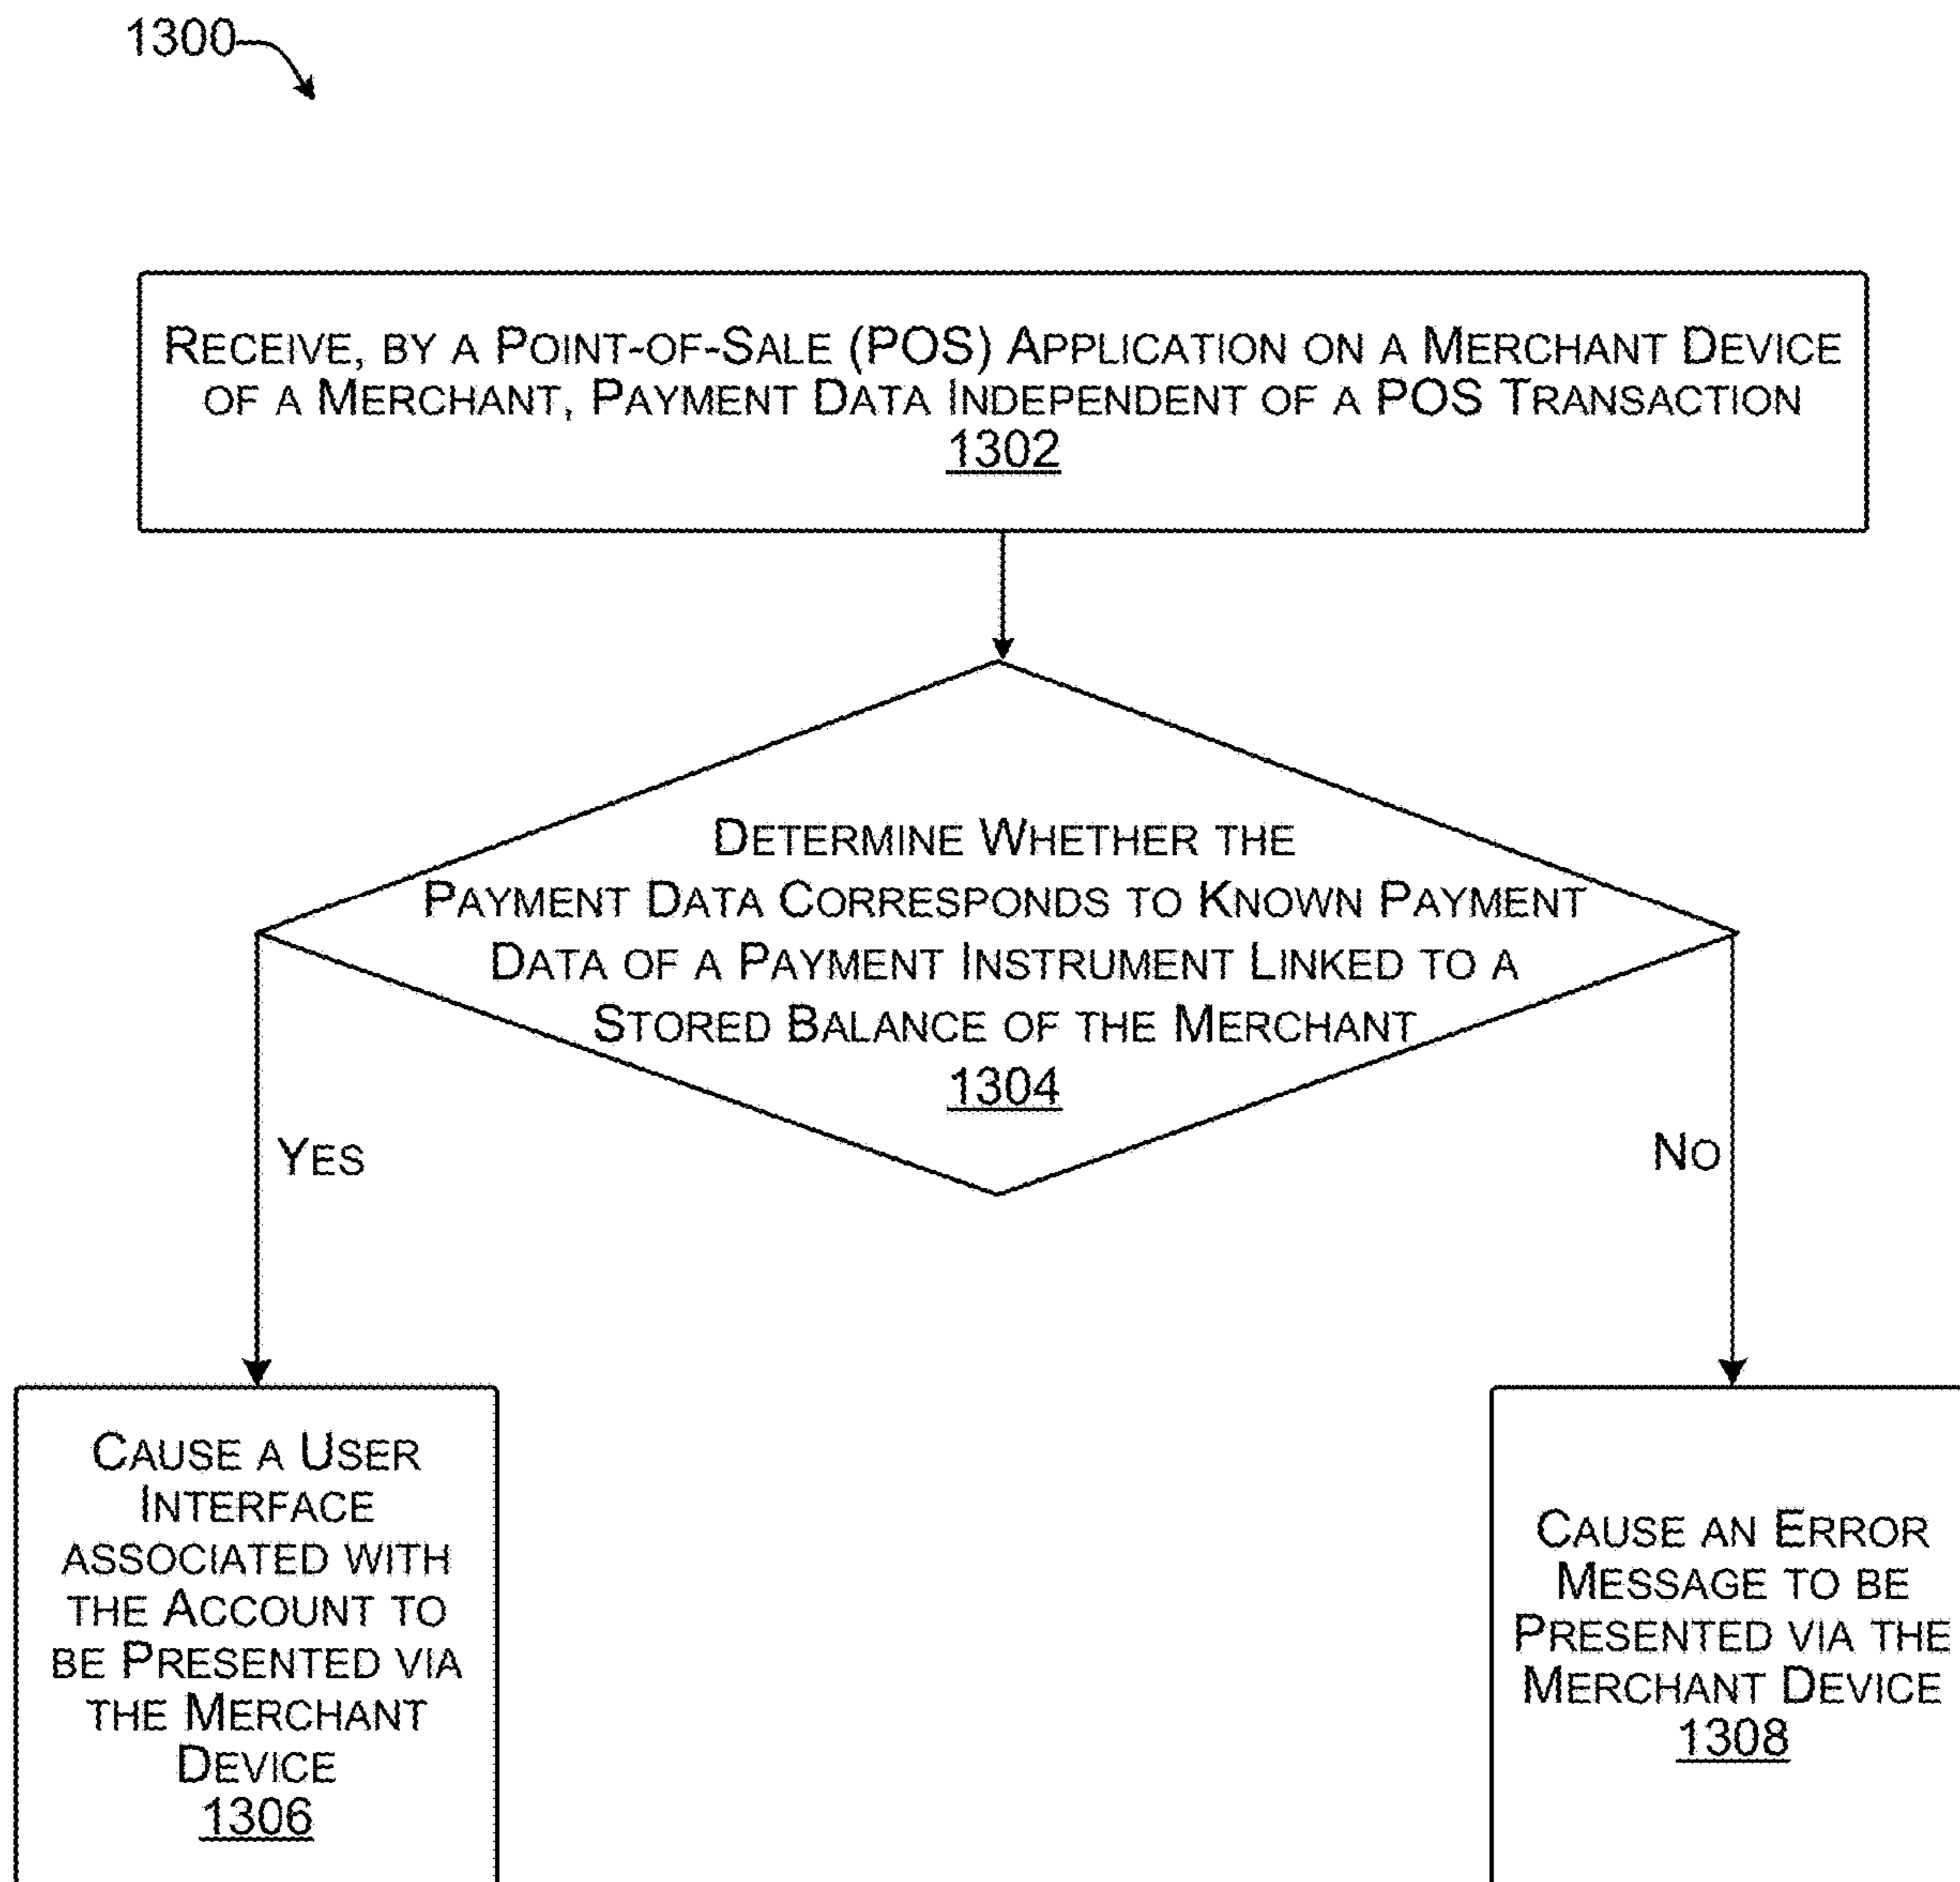 1300
RECEIVE, BY A POINT-OF-SALE (POS) APPLICATION ON A MERCHANT DEVICE
OF A MERCHANT, PAYMENT DATA INDEPENDENT OF A POS TRANSACTION
1302
DETERMINE WHETHER THE
PAYMENT DATA CORRESPONDS TO KNOWN PAYMENT
DATA OF A PAYMENT INSTRUMENT LINKED TO A
STORED BALANCE OF THE MERCHANT
1304
YES
NO
CAUSE A USER
INTERFACE
ASSOCIATED WITH
THE ACCOUNT TO
BE PRESENTED VIA
THE MERCHANT
DEVICE
1306
CAUSE AN ERROR
MESSAGE TO BE
PRESENTED VIA THE
MERCHANT DEVICE
1308